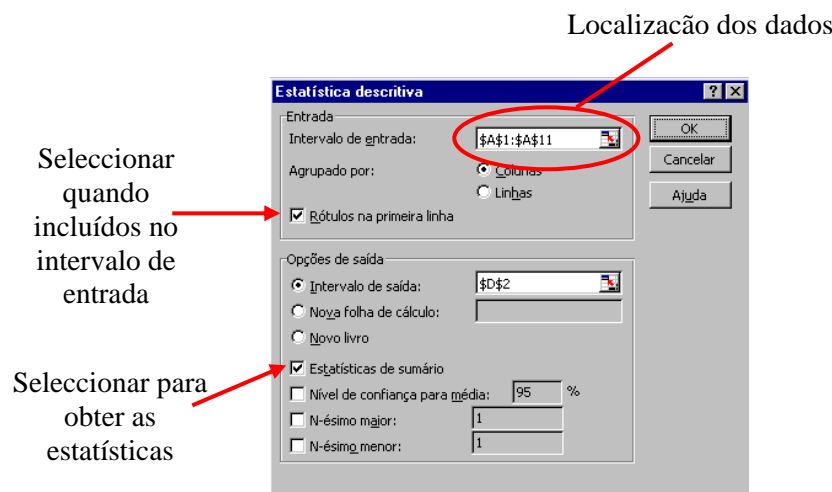 Localizacão dos dados
Estatística descritiva
Entrada
Intervalo de entrada: $A$1:$A$11
OK
Agrupado por: Colunas
Cancelar
Linhas
Ajuda
Rótulos na primeira linha
Seleccionar
quando
incluídos no
intervalo de
entrada
Opções de saída
Intervalo de saída: $D$2
Nova folha de cálculo:
Novo livro
Estatísticas de sumário
Nível de confiança para média: 95 %
N-ésimo maior: 1
N-ésimo menor: 1
Seleccionar para
obter as
estatísticas